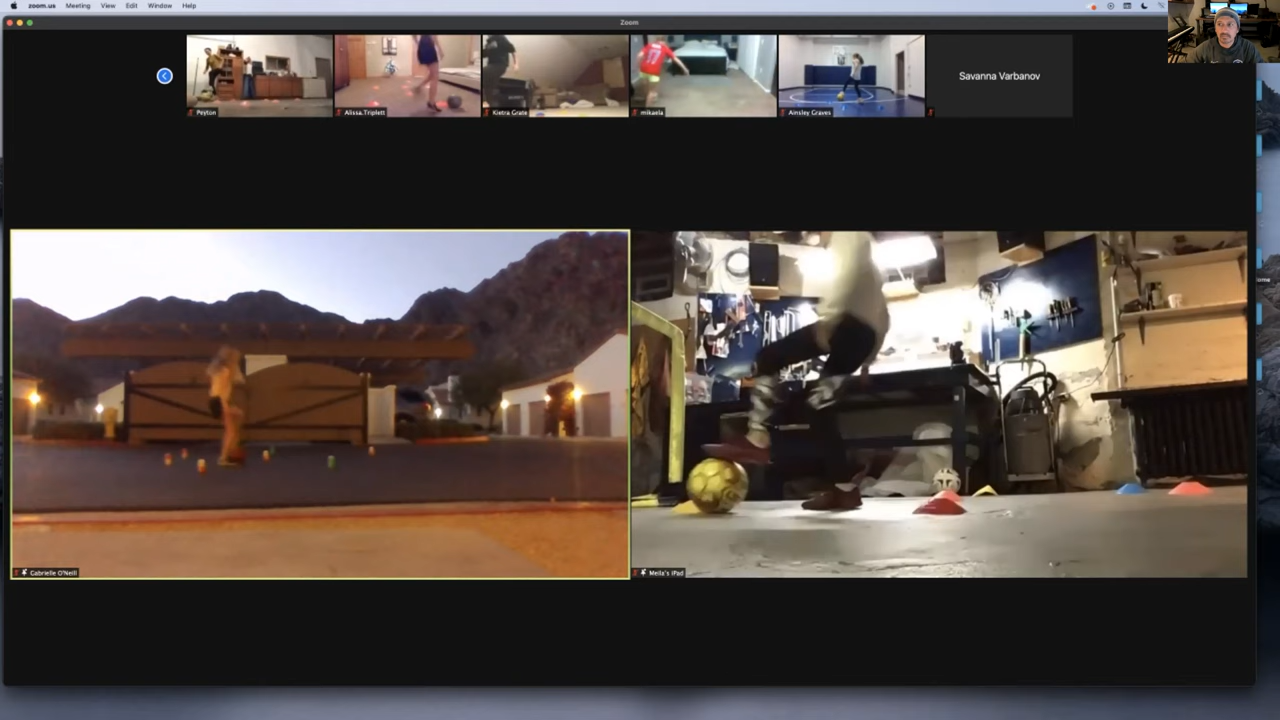 zoom.us Meeting View Edit Window Help
Zoom
Peyton
Alissa.Triplett
Kietra Grate
mikaela
Ainsley Graves
Savanna Varbanov
Cabrielle O'Neill
Meila's iPad